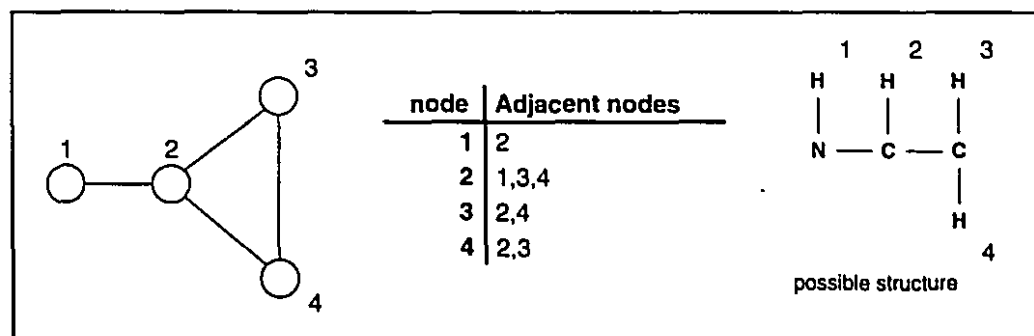 1
2
3
4
node Adjacent nodes
1 2
2 1,3,4
3 2,4
4 2,3
1 2 3
H H H
N C C
H
4
possible structure